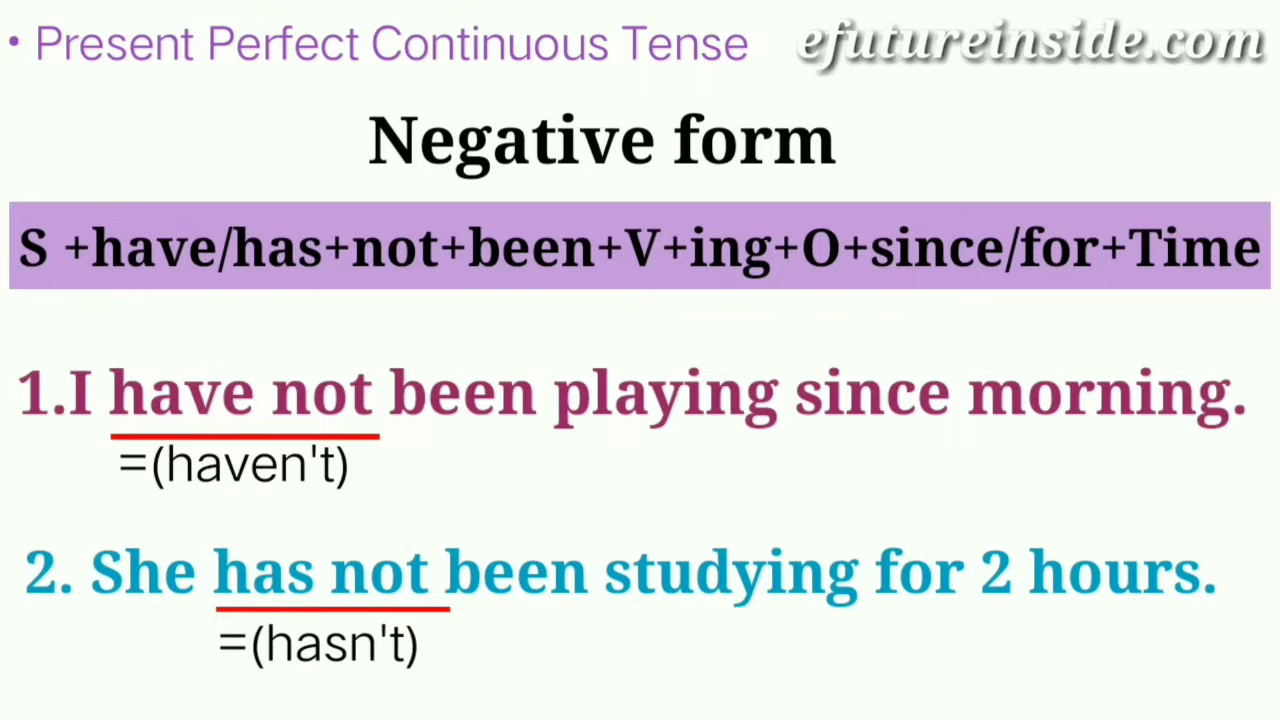 • Present Perfect Continuous Tense efutureinside.com
Negative form
S +have/has+not+been+V+ing+O+since/for+Time
1.I have not been playing since morning.
=(haven't)
2. She has not been studying for 2 hours.
=(hasn't)